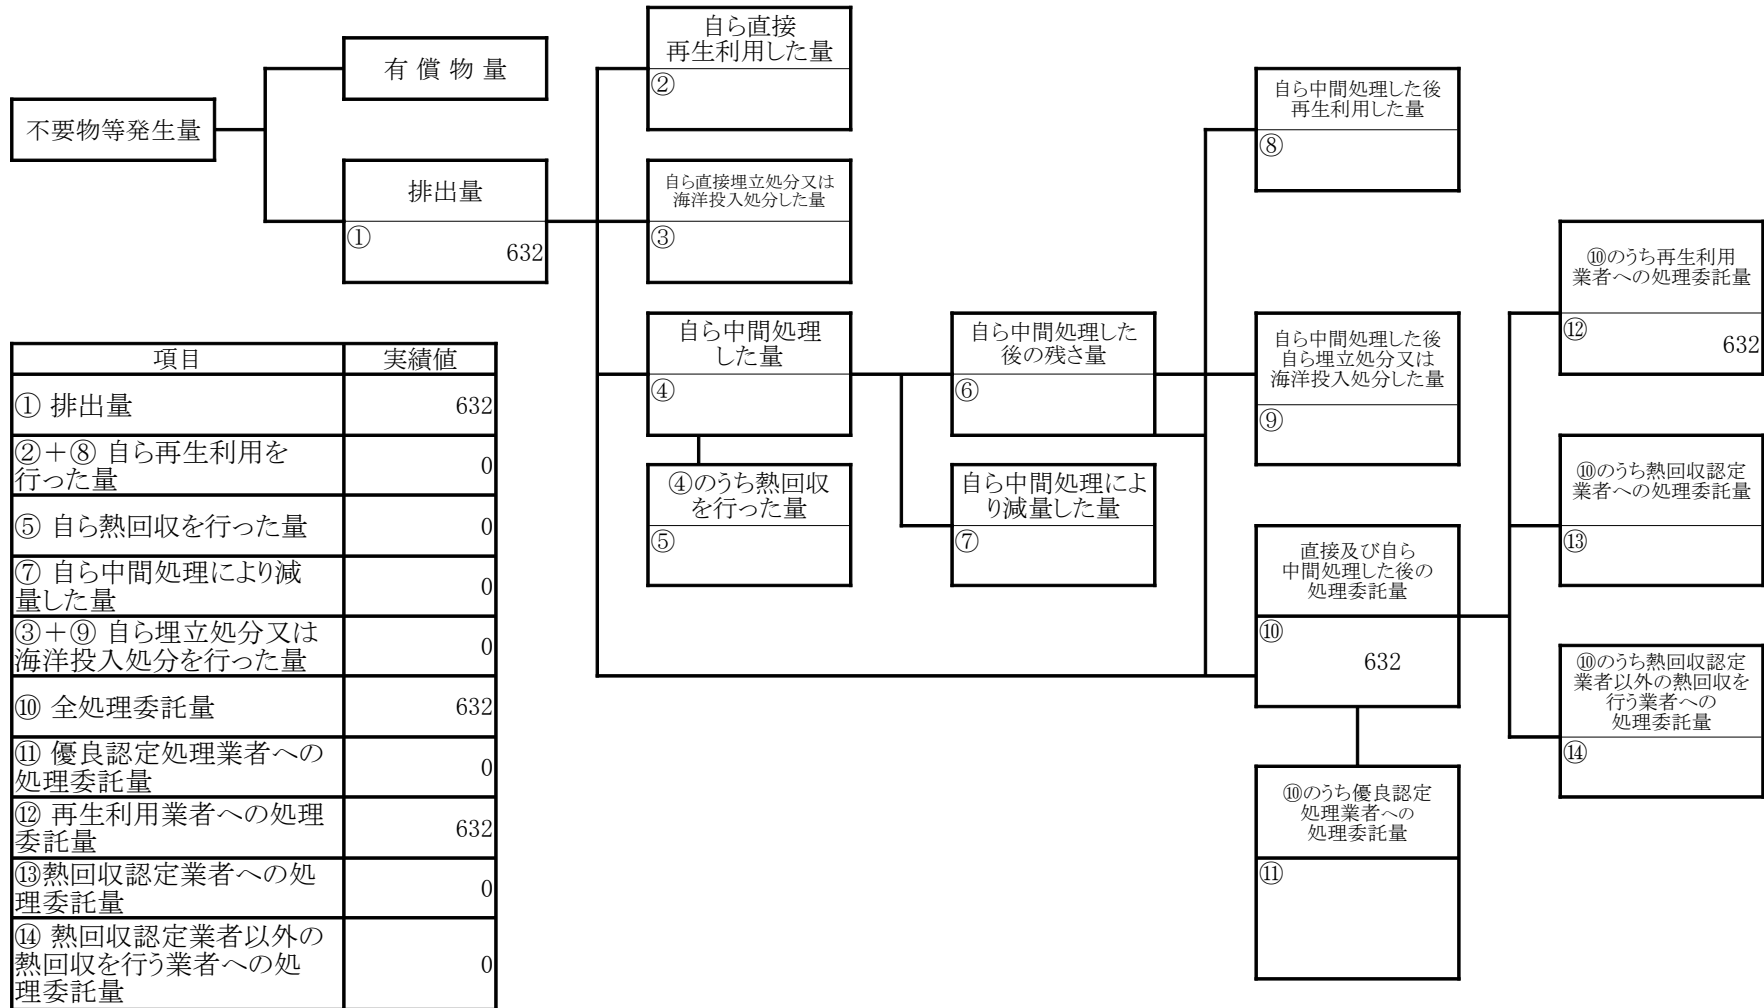 自ら直接
再生利用した量
②
有 償 物 量
不要物等発生量
排出量
①
632
自ら直接埋立処分又は
海洋投入処分した量
③
自ら中間処理した後
再生利用した量
⑧
⑩のうち再生利用
業者への処理委託量
⑫
632
自ら中間処理
した量
④
自ら中間処理した
後の残さ量
⑥
自ら中間処理した後
自ら埋立処分又は
海洋投入処分した量
⑨
④のうち熱回収
を行った量
⑤
自ら中間処理によ
り減量した量
⑦
⑩のうち熱回収認定
業者への処理委託量
⑬
直接及び自ら
中間処理した後の
処理委託量
⑩
632
⑩のうち熱回収認定
業者以外の熱回収を
行う業者への
処理委託量
⑭
⑩のうち優良認定
処理業者への
処理委託量
⑪
項目 実績値
① 排出量 632
②+⑧ 自ら再生利用を
行った量 0
⑤ 自ら熱回収を行った量 0
⑦ 自ら中間処理により減
量した量 0
③+⑨ 自ら埋立処分又は
海洋投入処分を行った量 0
⑩ 全処理委託量 632
⑪ 優良認定処理業者への
処理委託量 0
⑫ 再生利用業者への処理
委託量 632
⑬熱回収認定業者への処
理委託量 0
⑭ 熱回収認定業者以外の
熱回収を行う業者への処
理委託量 0